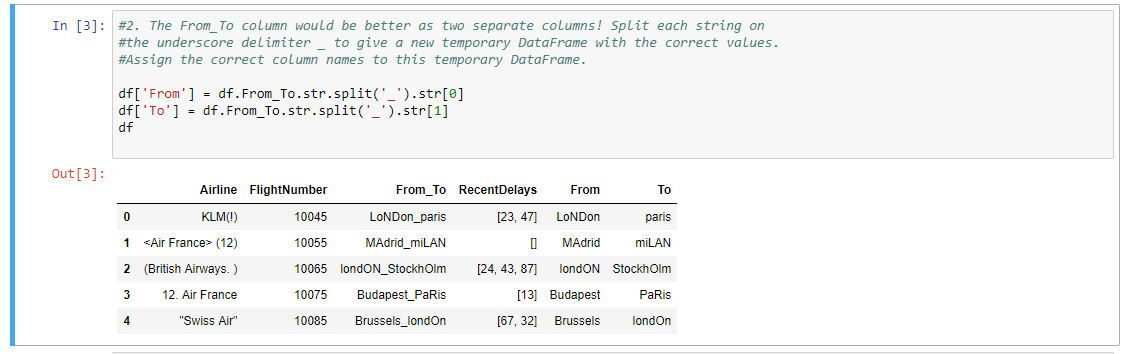 In [3]: #2. The From_To column would be better as two separate columns! Split each string on
#the underscore delimiter _ to give a new temporary DataFrame with the correct values.
#Assign the correct column names to this temporary DataFrame.
df['From'] = df.From_To.str.split('_').str[0]
df['To'] = df.From_To.str.split('_').str[1]
df
Out[3]:
Airline FlightNumber From_To RecentDelays From To
0 KLM(!) 10045 LoNDon_paris [23, 47] LoNDon paris
1 <Air France> (12) 10055 MAdrid_miLAN [] MAdrid miLAN
2 (British Airways. ) 10065 londON_StockhOlm [24, 43, 87] londON StockhOlm
3 12. Air France 10075 Budapest_PaRis [13] Budapest PaRis
4 "Swiss Air" 10085 Brussels_londOn [67, 32] Brussels londOn